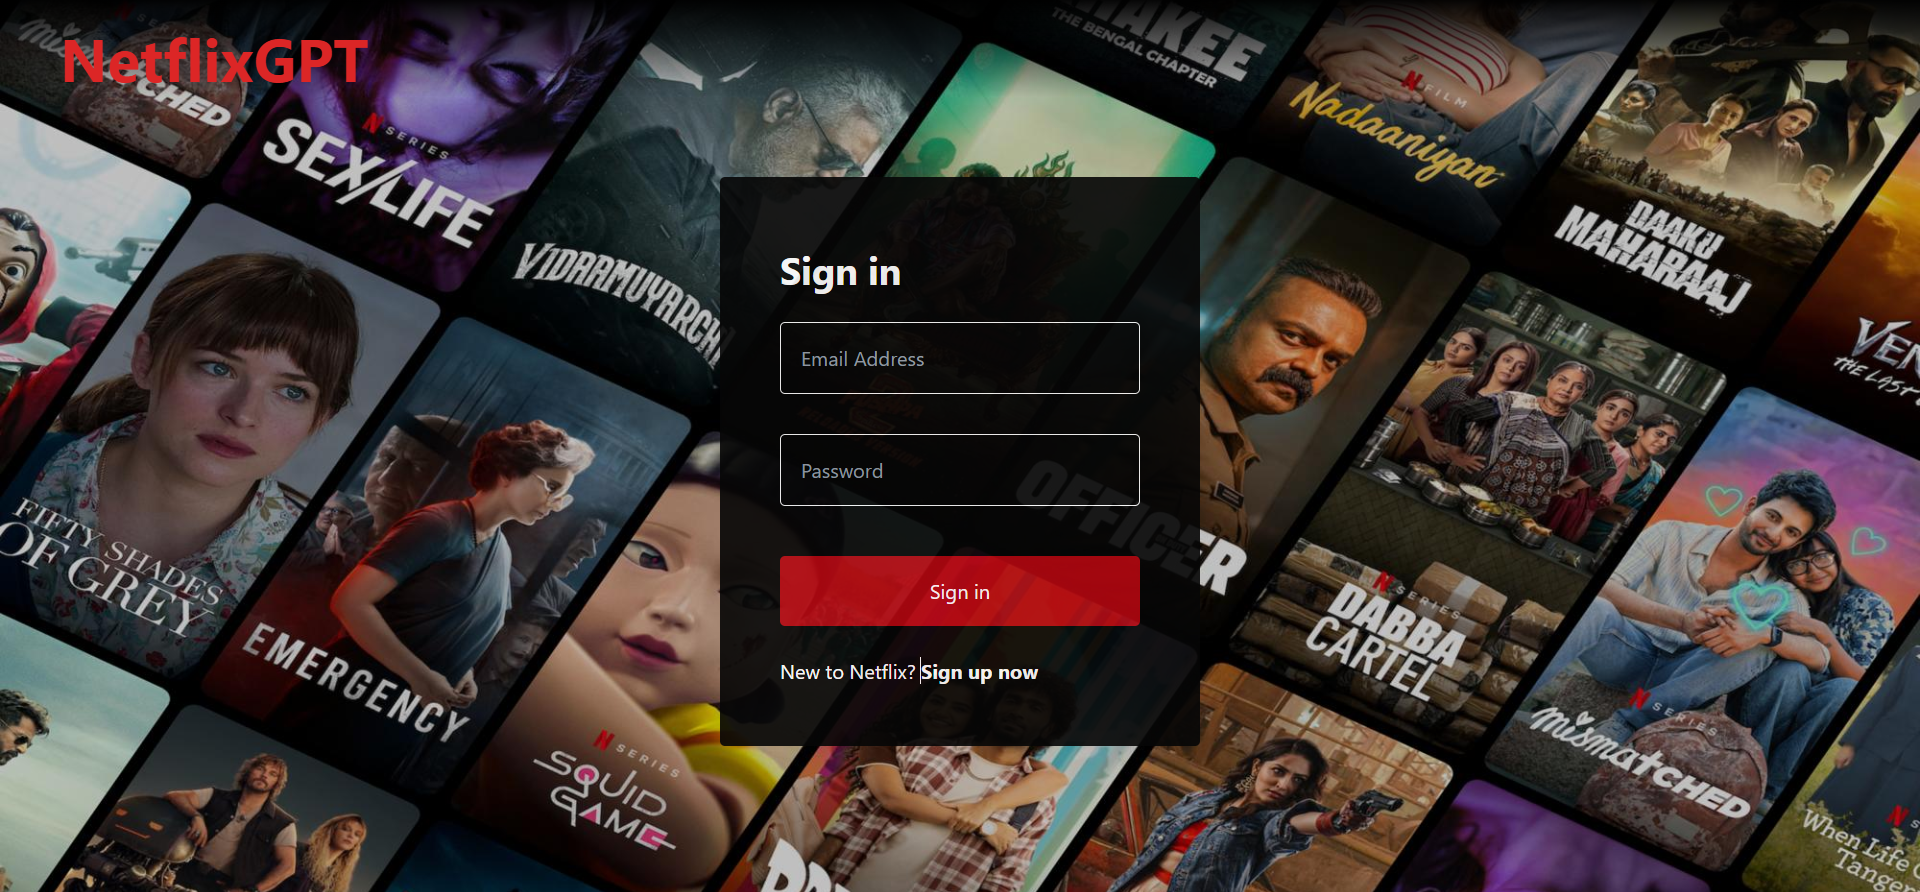 NetflixGPT
MISMATCHED
N SERIES
SEX/LIFE
VIDAAMUYARCHI
THE BENGAL CHAPTER
N FILM
Nadaaniyan
DAAKU
MAHARAAJ
THE LAST
Sign in
Email Address
Password
Sign in
New to Netflix? Sign up now
FIFTY SHADES
OF GREY
EMERGENCY
N SERIES
SQUID
GAME
OFFICER
N SERIES
DABBA
CARTEL
N SERIES
mismatcHED
N
When Life